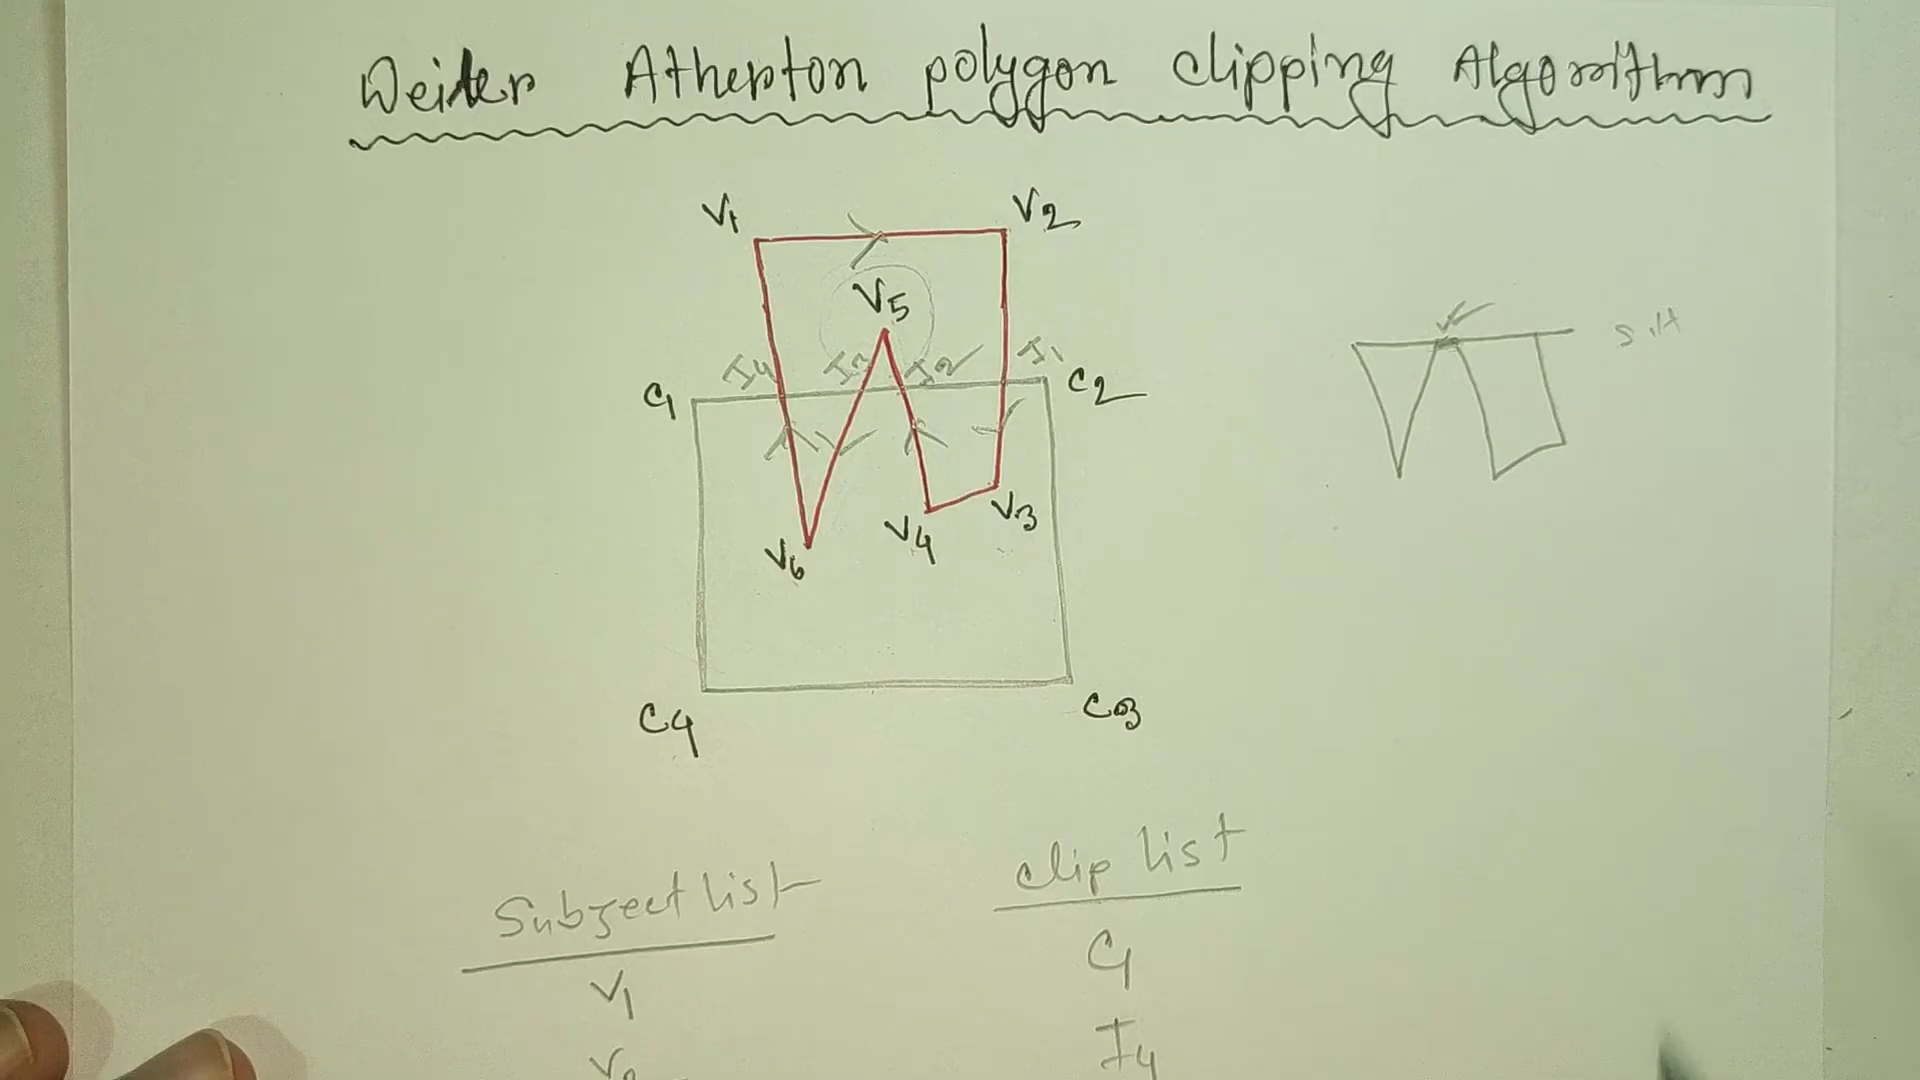 Weiler Atherton polygon clipping Algorithm
V1
V2
V5
I4
I3
I2
I1
C1
C2
V3
V4
V6
C4
C3
Subject list
Clip list
V1
C1
V2
I4